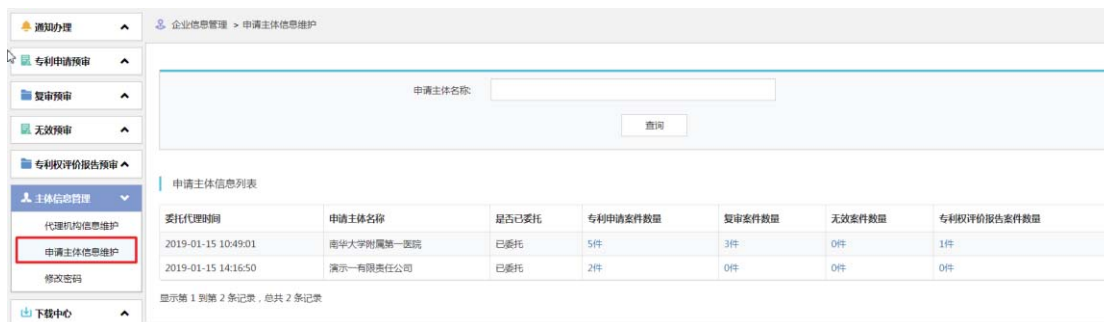 通知办理
专利申请预审
复审预审
无效预审
专利权评价报告预审
主体信息管理
代理机构信息维护
申请主体信息维护
修改密码
下载中心
企业信息管理 > 申请主体信息维护
申请主体名称:
查询
申请主体信息列表
委托代理时间 申请主体名称 是否已委托 专利申请案件数量 复审案件数量 无效案件数量 专利权评价报告案件数量
2019-01-15 10:49:01 南华大学附属第一医院 已委托 5件 3件 0件 1件
2019-01-15 14:16:50 演示一有限责任公司 已委托 2件 0件 0件 0件
显示第 1 到第 2 条记录，总共 2 条记录